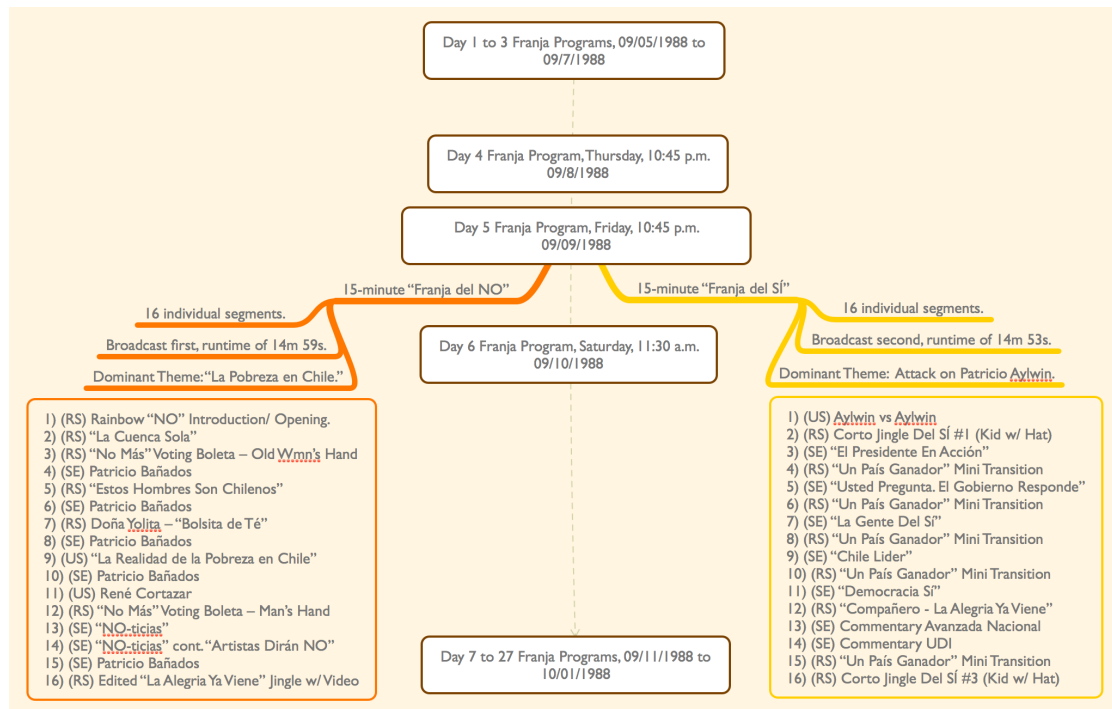 Day 1 to 3 Franja Programs, 09/05/1988 to
09/7/1988
Day 4 Franja Program, Thursday, 10:45 p.m.
09/8/1988
Day 5 Franja Program, Friday, 10:45 p.m.
09/09/1988
15-minute “Franja del NO”
16 individual segments.
Broadcast first, runtime of 14m 59s.
Dominant Theme: “La Pobreza en Chile.”
15-minute “Franja del SÍ”
16 individual segments.
Broadcast second, runtime of 14m 53s.
Dominant Theme: Attack on Patricio Aylwin.
Day 6 Franja Program, Saturday, 11:30 a.m.
09/10/1988
1) (RS) Rainbow “NO” Introduction/ Opening.
2) (RS) “La Cuenca Sola”
3) (RS) “No Más” Voting Boleta – Old Wmn’s Hand
4) (SE) Patricio Bañados
5) (RS) “Estos Hombres Son Chilenos”
6) (SE) Patricio Bañados
7) (RS) Doña Yolita – “Bolsita de Té”
8) (SE) Patricio Bañados
9) (US) “La Realidad de la Pobreza en Chile”
10) (SE) Patricio Bañados
11) (US) René Cortazar
12) (RS) “No Más” Voting Boleta – Man’s Hand
13) (SE) “NO-ticias”
14) (SE) “NO-ticias” cont. “Artistas Dirán NO”
15) (SE) Patricio Bañados
16) (RS) Edited “La Alegria Ya Viene” Jingle w/ Video
1) (US) Aylwin vs Aylwin
2) (RS) Corto Jingle Del SÍ #1 (Kid w/ Hat)
3) (SE) “El Presidente En Acción”
4) (RS) “Un País Ganador” Mini Transition
5) (SE) “Usted Pregunta. El Gobierno Responde”
6) (RS) “Un País Ganador” Mini Transition
7) (SE) “La Gente Del Sí”
8) (RS) “Un País Ganador” Mini Transition
9) (SE) “Chile Lider”
10) (RS) “Un País Ganador” Mini Transition
11) (SE) “Democracia Sí”
12) (RS) “Compañero - La Alegria Ya Viene”
13) (SE) Commentary Avanzada Nacional
14) (SE) Commentary UDI
15) (RS) “Un País Ganador” Mini Transition
16) (RS) Corto Jingle Del SÍ #3 (Kid w/ Hat)
Day 7 to 27 Franja Programs, 09/11/1988 to
10/01/1988